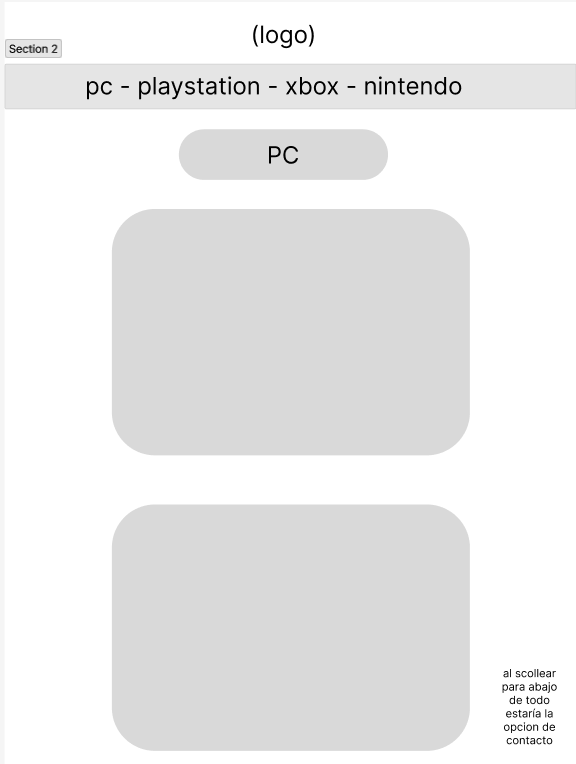 (logo)
Section 2
pc - playstation - xbox - nintendo
PC
al scollear
para abajo
de todo
estaría la
opcion de
contacto